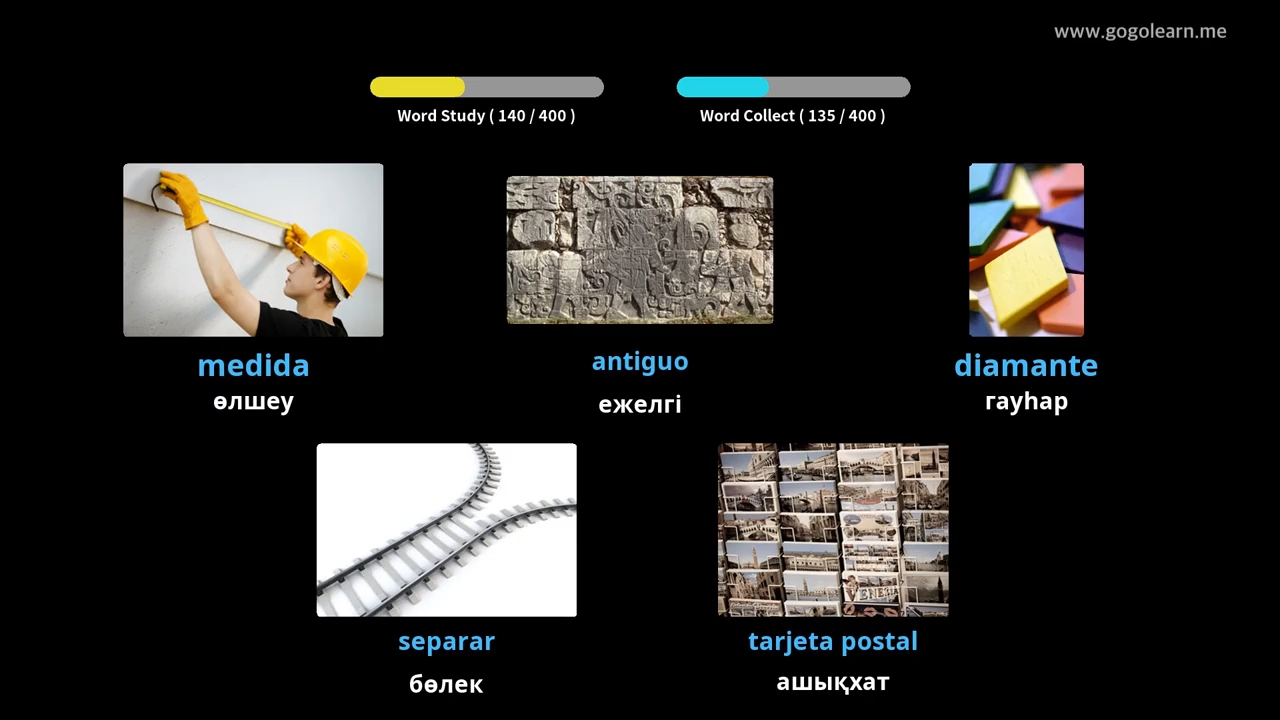 www.gogolearn.me
Word Study ( 140 / 400 )
Word Collect ( 135 / 400 )
medida
өлшеу
antiguo
ежелгі
diamante
гауһар
separar
бөлек
tarjeta postal
ашықхат